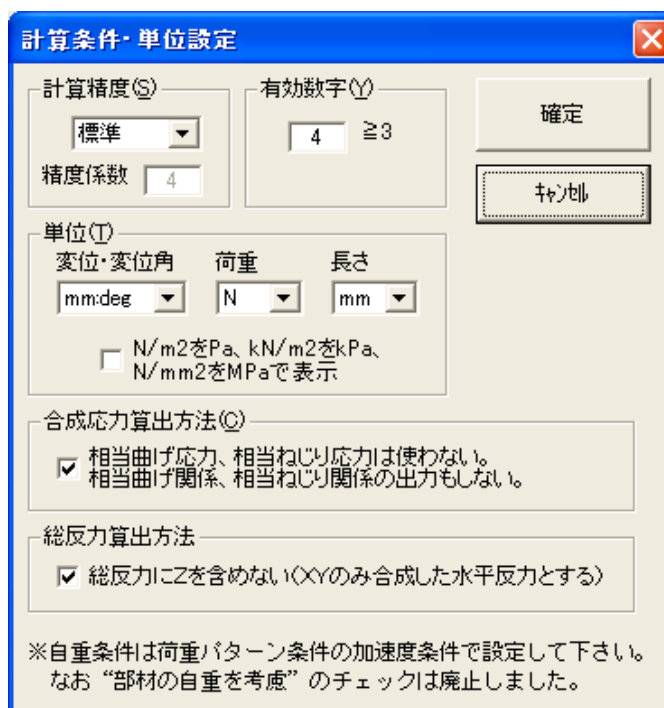 計算条件・単位設定
計算精度(S)
標準
精度係数 4
有効数字(Y)
4 ≧3
確定
ｷｬﾝｾﾙ
単位(T)
変位・変位角 荷重 長さ
mm:deg N mm
N/m2をPa、kN/m2をkPa、
N/mm2をMPaで表示
合成応力算出方法(C)
相当曲げ応力、相当ねじり応力は使わない。
相当曲げ関係、相当ねじり関係の出力もしない。
総反力算出方法
総反力にZを含めない(XYのみ合成した水平反力とする)
※自重条件は荷重パターン条件の加速度条件で設定して下さい。
なお“部材の自重を考慮”のチェックは廃止しました。